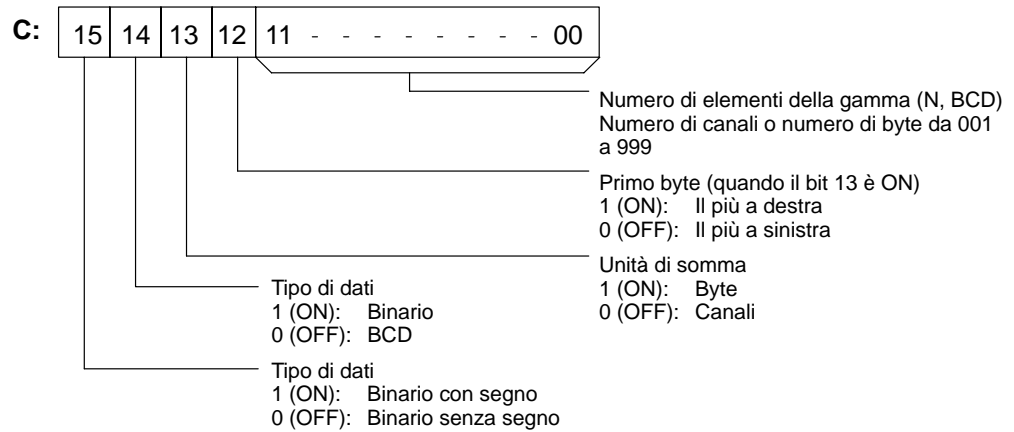 C: 15 14 13 12 11 - - - - - - - - 00
Numero di elementi della gamma (N, BCD)
Numero di canali o numero di byte da 001
a 999
Primo byte (quando il bit 13 è ON)
1 (ON): Il più a destra
0 (OFF): Il più a sinistra
Unità di somma
1 (ON): Byte
0 (OFF): Canali
Tipo di dati
1 (ON): Binario
0 (OFF): BCD
Tipo di dati
1 (ON): Binario con segno
0 (OFF): Binario senza segno